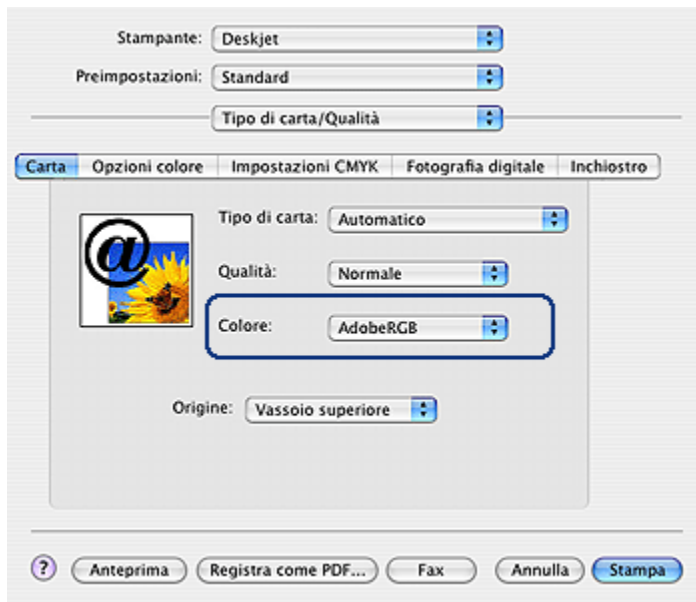 Stampante: Deskjet
Preimpostazioni: Standard
Tipo di carta/Qualità
Carta Opzioni colore Impostazioni CMYK Fotografia digitale Inchiostro
@
Tipo di carta: Automatico
Qualità: Normale
Colore: AdobeRGB
Origine: Vassoio superiore
? Anteprima Registra come PDF... Fax Annulla Stampa